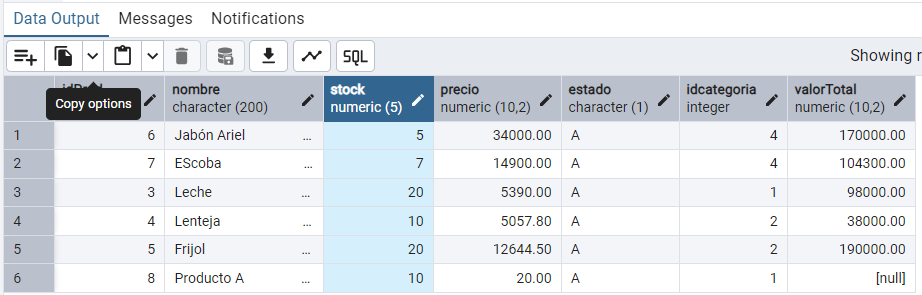 Data Output Messages Notifications
SQL Showing
Copy options
nombre stock precio estado idcategoria valorTotal
character (200) numeric (5) numeric (10,2) character (1) integer numeric (10,2)
1 6 Jabón Ariel ... 5 34000.00 A 4 170000.00
2 7 EScoba ... 7 14900.00 A 4 104300.00
3 3 Leche ... 20 5390.00 A 1 98000.00
4 4 Lenteja ... 10 5057.80 A 2 38000.00
5 5 Frijol ... 20 12644.50 A 2 190000.00
6 8 Producto A ... 10 20.00 A 1 [null]